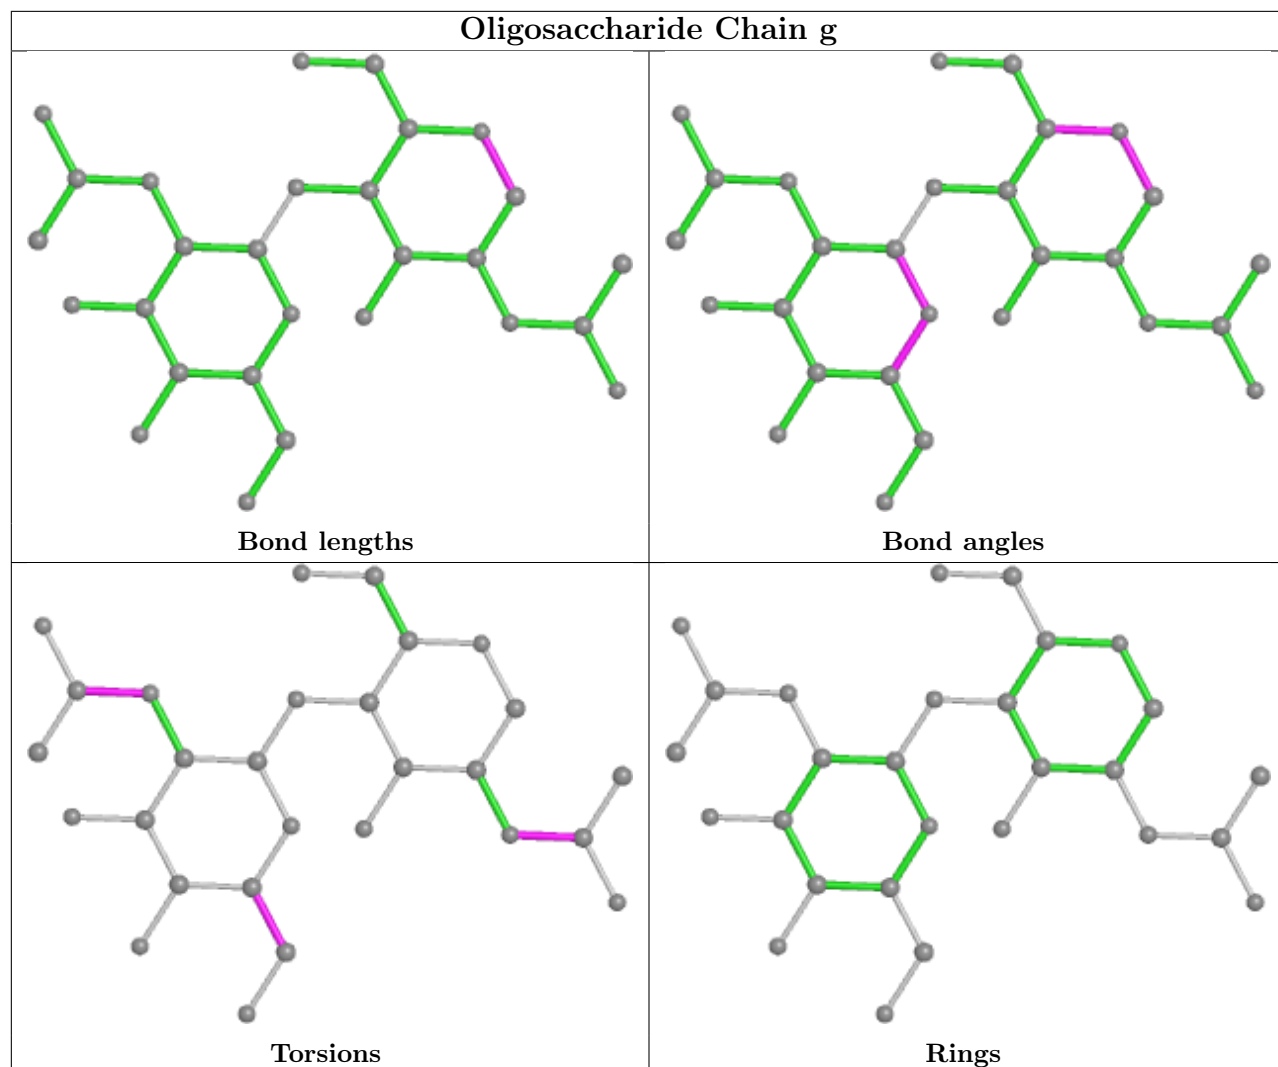 Oligosaccharide Chain g
Bond lengths
Bond angles
Torsions
Rings